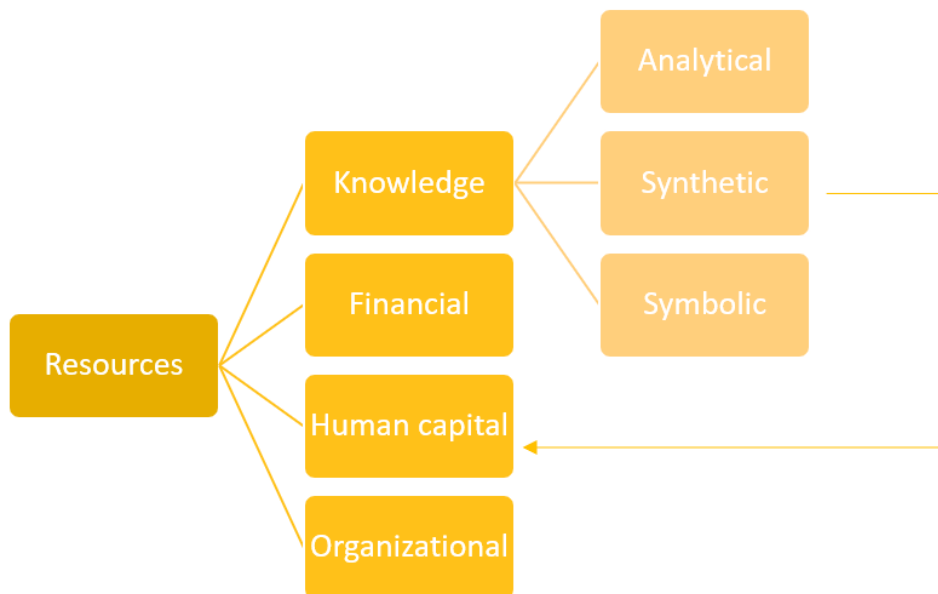 Resources
Knowledge
Financial
Human capital
Organizational
Analytical
Synthetic
Symbolic